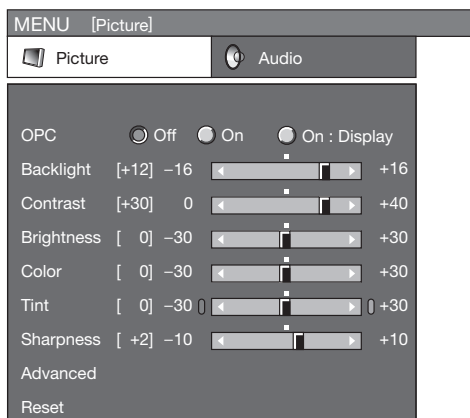 MENU [Picture]
Picture Audio
OPC Off On On : Display
Backlight [+12] –16 +16
Contrast [+30] 0 +40
Brightness [ 0] –30 +30
Color [ 0] –30 +30
Tint [ 0] –30 +30
Sharpness [ +2] –10 +10
Advanced
Reset